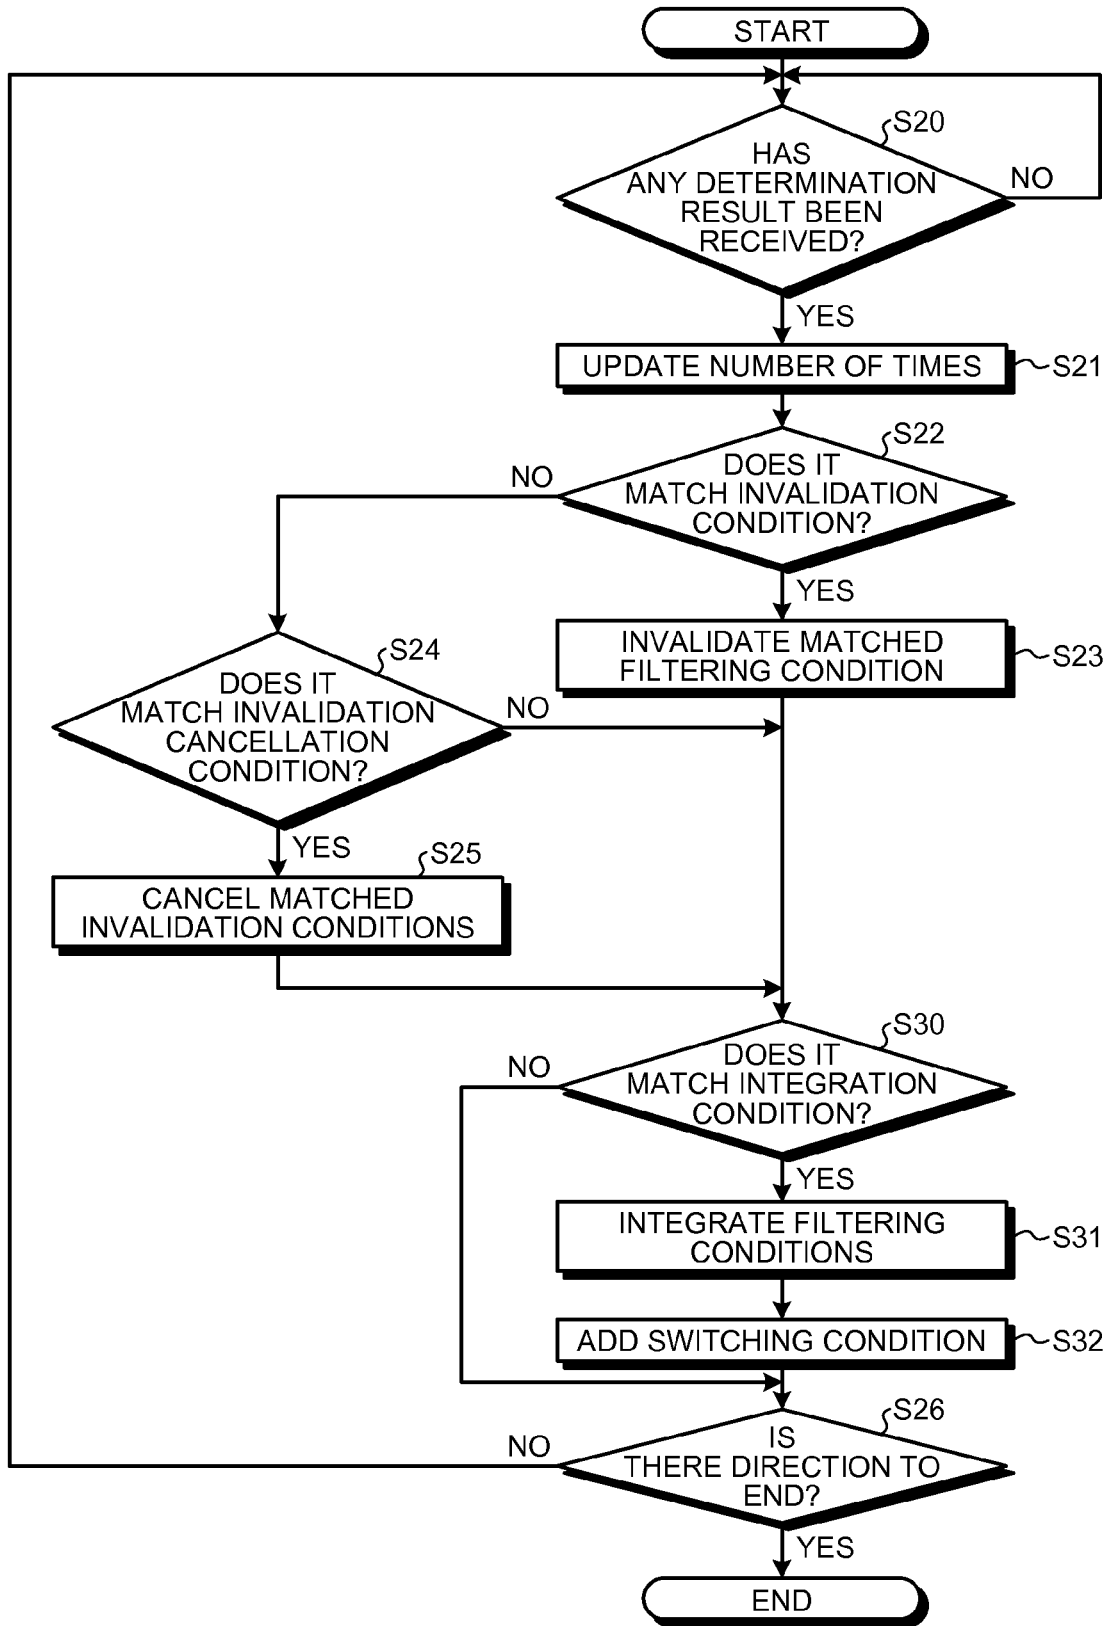 START
S20
HAS
ANY DETERMINATION
RESULT BEEN
RECEIVED?
NO
YES
UPDATE NUMBER OF TIMES
S21
S22
DOES IT
MATCH INVALIDATION
CONDITION?
NO
YES
INVALIDATE MATCHED
FILTERING CONDITION
S23
S24
DOES IT
MATCH INVALIDATION
CANCELLATION
CONDITION?
NO
YES
S25
CANCEL MATCHED
INVALIDATION CONDITIONS
S30
DOES IT
MATCH INTEGRATION
CONDITION?
NO
YES
INTEGRATE FILTERING
CONDITIONS
S31
ADD SWITCHING CONDITION
S32
S26
IS
THERE DIRECTION TO
END?
NO
YES
END